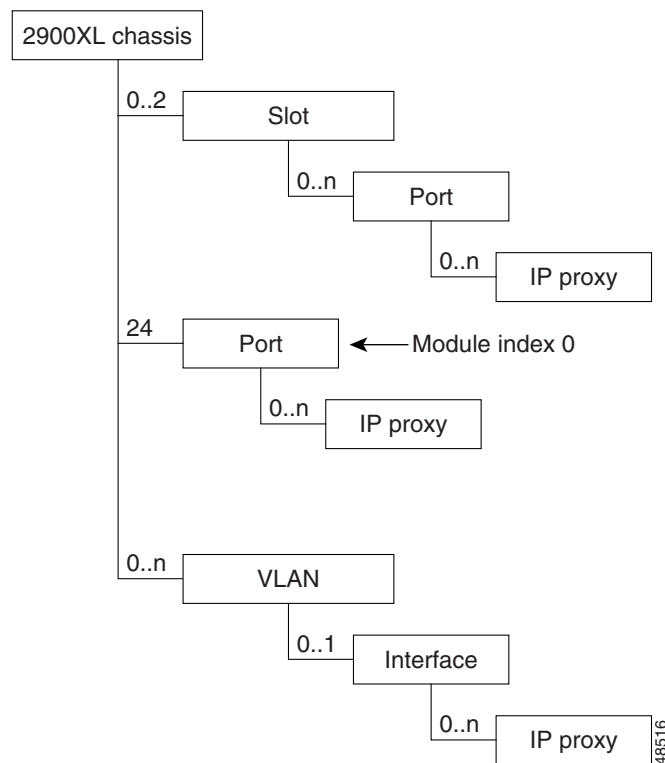 2900XL chassis
0..2
Slot
0..n
Port
0..n
IP proxy
24
Port
Module index 0
0..n
IP proxy
0..n
VLAN
0..1
Interface
0..n
IP proxy
48516